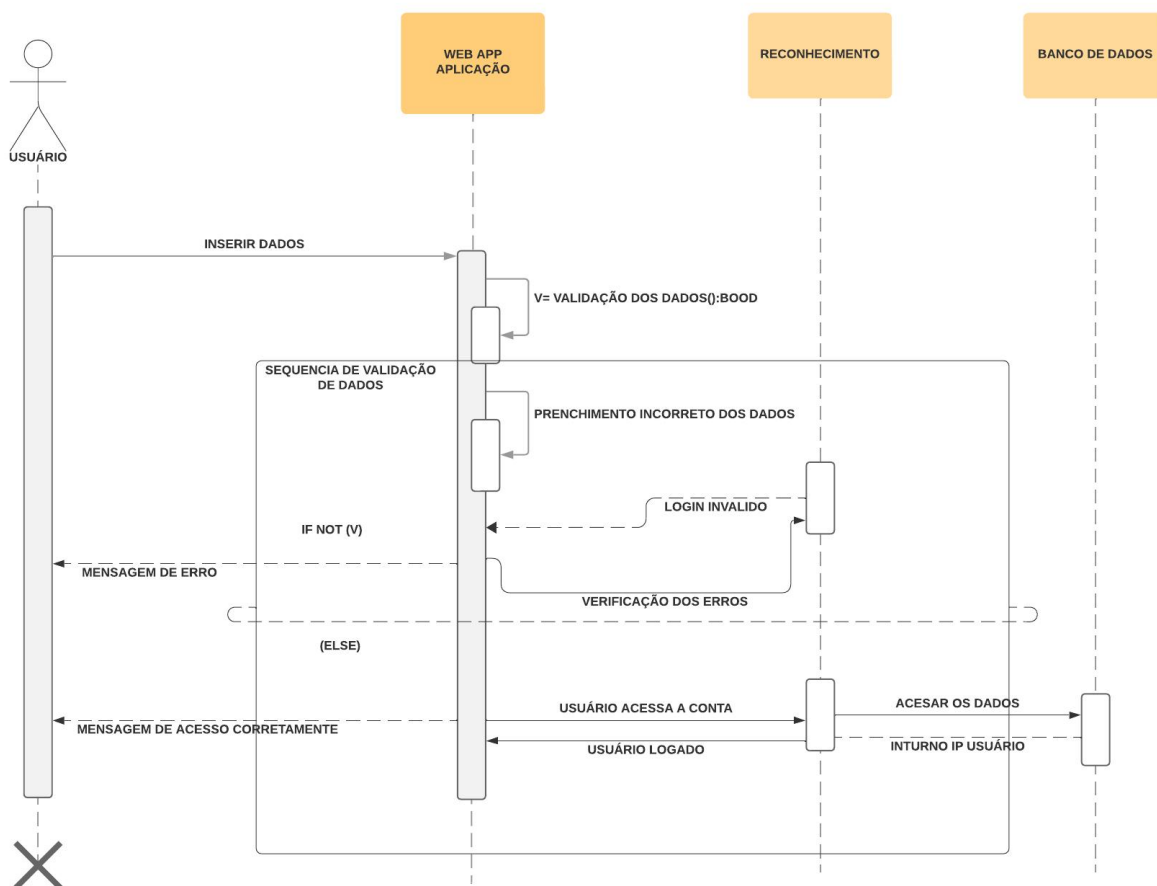 WEB APP
APLICAÇÃO
RECONHECIMENTO
BANCO DE DADOS
USUÁRIO
INSERIR DADOS
V= VALIDAÇÃO DOS DADOS():BOOD
SEQUENCIA DE VALIDAÇÃO
DE DADOS
PRENCHIMENTO INCORRETO DOS DADOS
LOGIN INVALIDO
IF NOT (V)
MENSAGEM DE ERRO
VERIFICAÇÃO DOS ERROS
(ELSE)
USUÁRIO ACESSA A CONTA
ACESAR OS DADOS
MENSAGEM DE ACESSO CORRETAMENTE
USUÁRIO LOGADO
INTURNO IP USUÁRIO